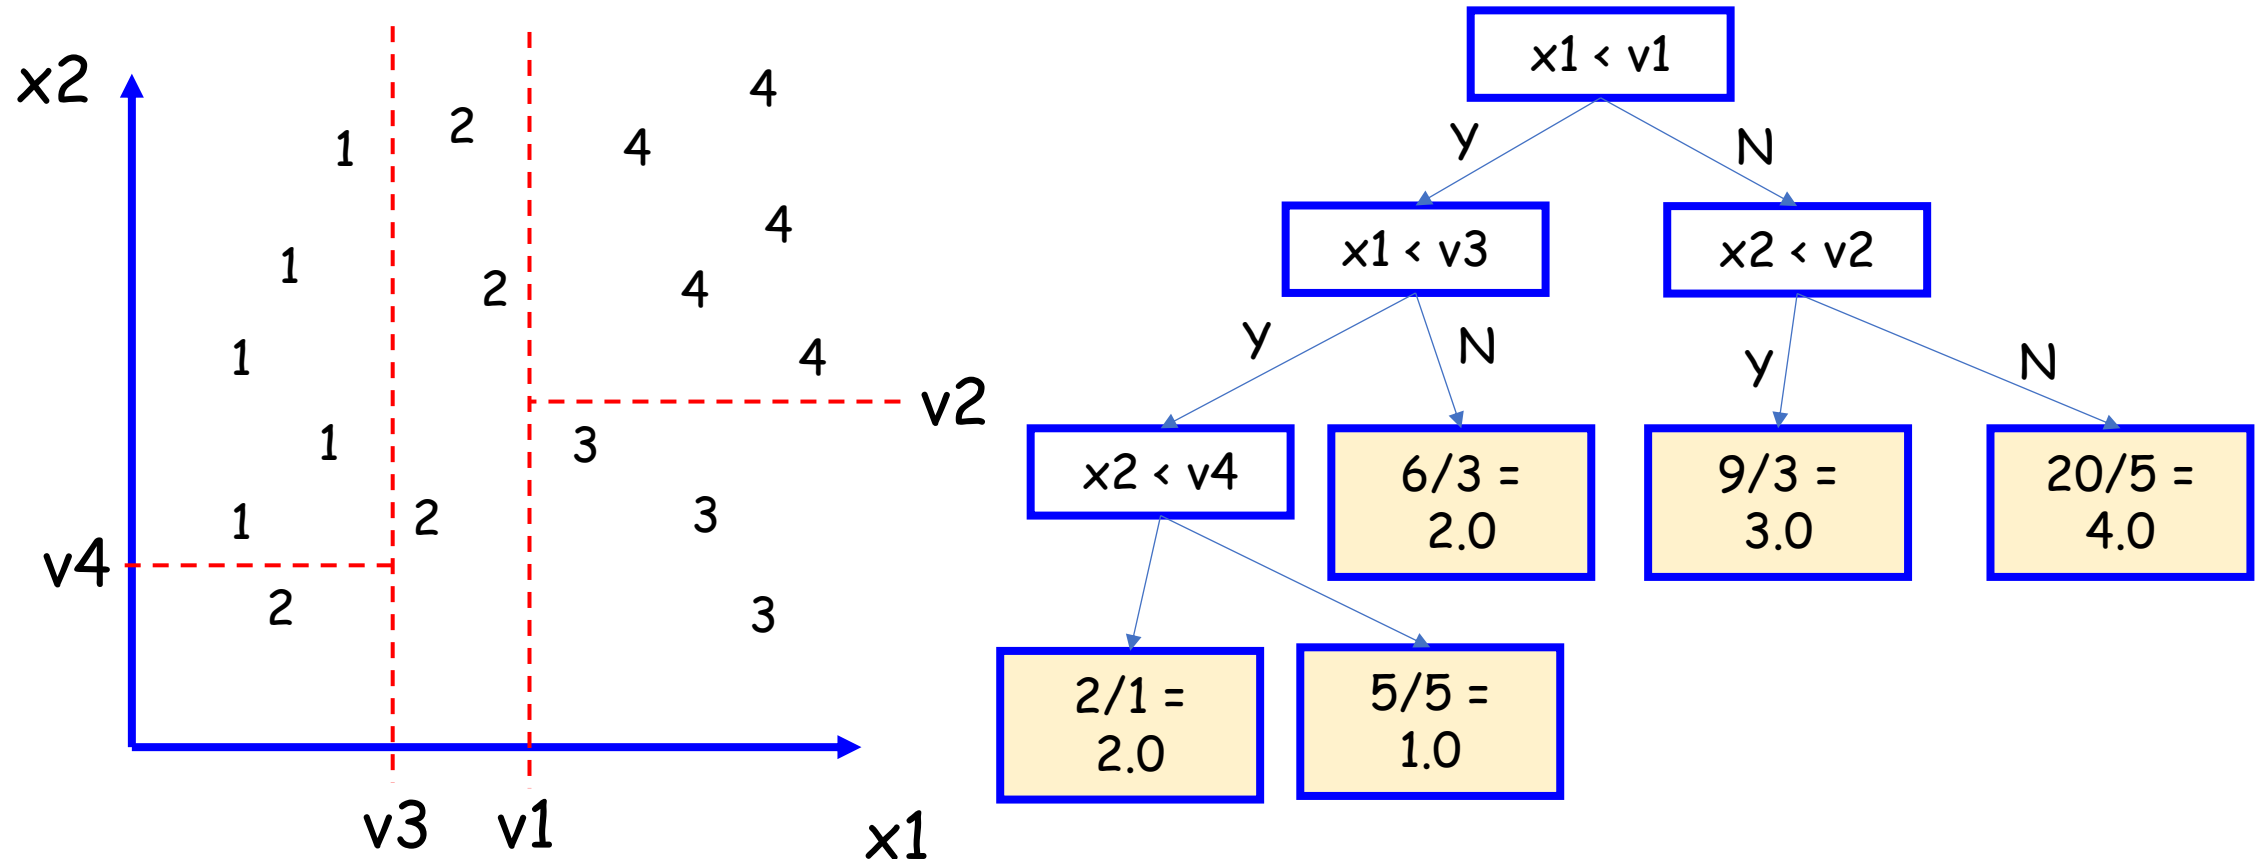 x2
1
2
4
4
1
2
4
4
1
4
v2
1
3
1
2
3
v4
2
3
v3
v1
x1
x1 < v1
Y
N
x1 < v3
x2 < v2
Y
N
Y
N
x2 < v4
6/3 =
2.0
9/3 =
3.0
20/5 =
4.0
2/1 =
2.0
5/5 =
1.0